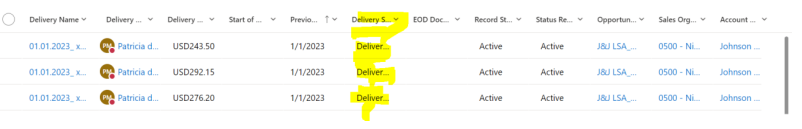 Delivery Name Delivery ... Delivery ... Start of ... Previo... Delivery S... EOD Doc... Record St... Status Re... Opportun... Sales Org... Account ...
01.01.2023_ x... PM Patricia d... USD243.50 1/1/2023 Deliver... Active Active J&J LSA_... 0500 - Ni... Johnson ...
01.01.2023_ x... PM Patricia d... USD292.15 1/1/2023 Deliver... Active Active J&J LSA_... 0500 - Ni... Johnson ...
01.01.2023_ x... PM Patricia d... USD276.20 1/1/2023 Deliver... Active Active J&J LSA_... 0500 - Ni... Johnson ...